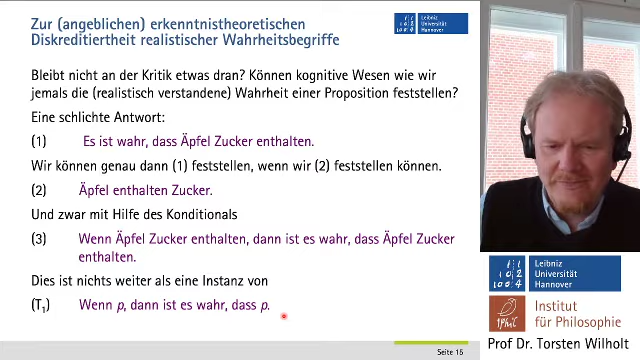 Zur (angeblichen) erkenntnistheoretischen
Diskreditiertheit realistischer Wahrheitsbegriffe
Leibniz
Universität
Hannover
Bleibt nicht an der Kritik etwas dran? Können kognitive Wesen wie wir
jemals die (realistisch verstandene) Wahrheit einer Proposition feststellen?
Eine schlichte Antwort:
(1) Es ist wahr, dass Äpfel Zucker enthalten.
Wir können genau dann (1) feststellen, wenn wir (2) feststellen können.
(2) Äpfel enthalten Zucker.
Und zwar mit Hilfe des Konditionals
(3) Wenn Äpfel Zucker enthalten, dann ist es wahr, dass Äpfel Zucker
enthalten.
Dies ist nichts weiter als eine Instanz von
(T₁) Wenn p, dann ist es wahr, dass p.
Seite 15
11
102
1004
Leibniz
Universität
Hannover
1Phil
Institut
für Philosophie
Prof Dr. Torsten Wilholt